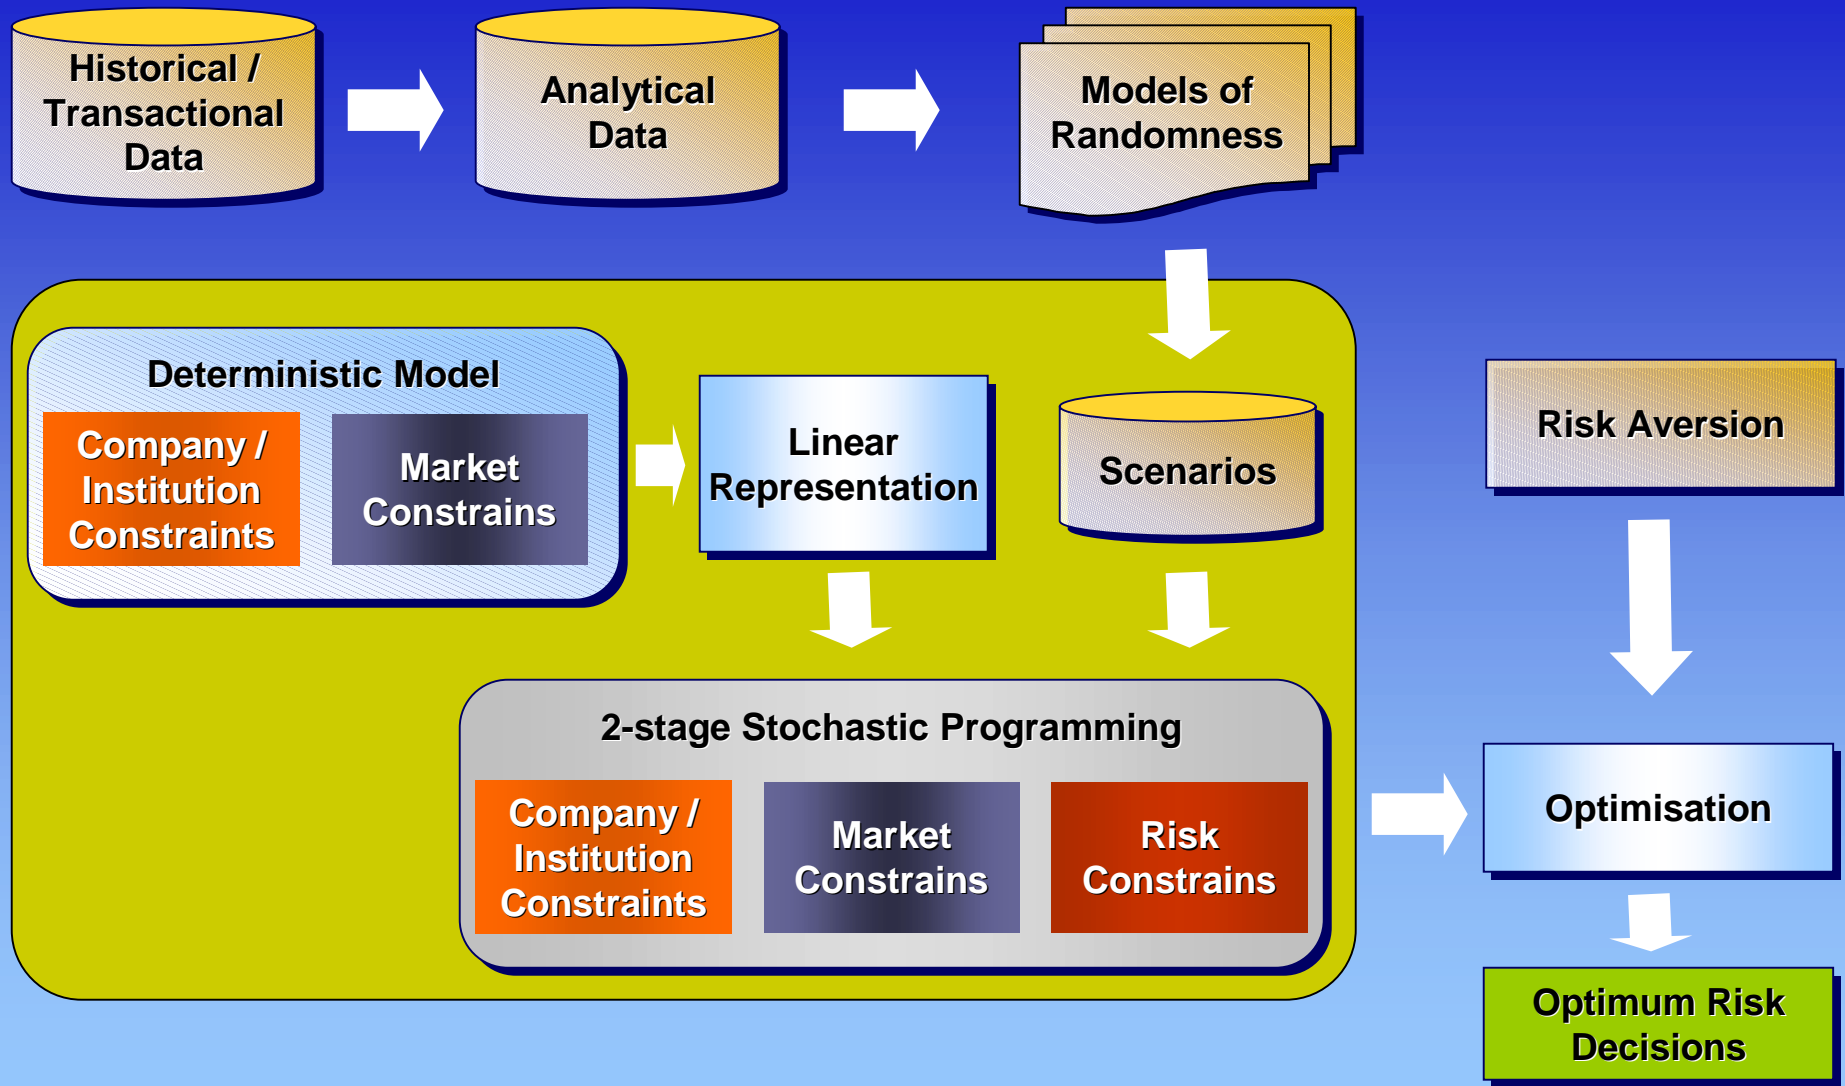 Historical /
Transactional
Data
Analytical
Data
Models of
Randomness
Deterministic Model
Company /
Institution
Constraints
Market
Constrains
Linear
Representation
Scenarios
Risk Aversion
2-stage Stochastic Programming
Company /
Institution
Constraints
Market
Constrains
Risk
Constrains
Optimisation
Optimum Risk
Decisions